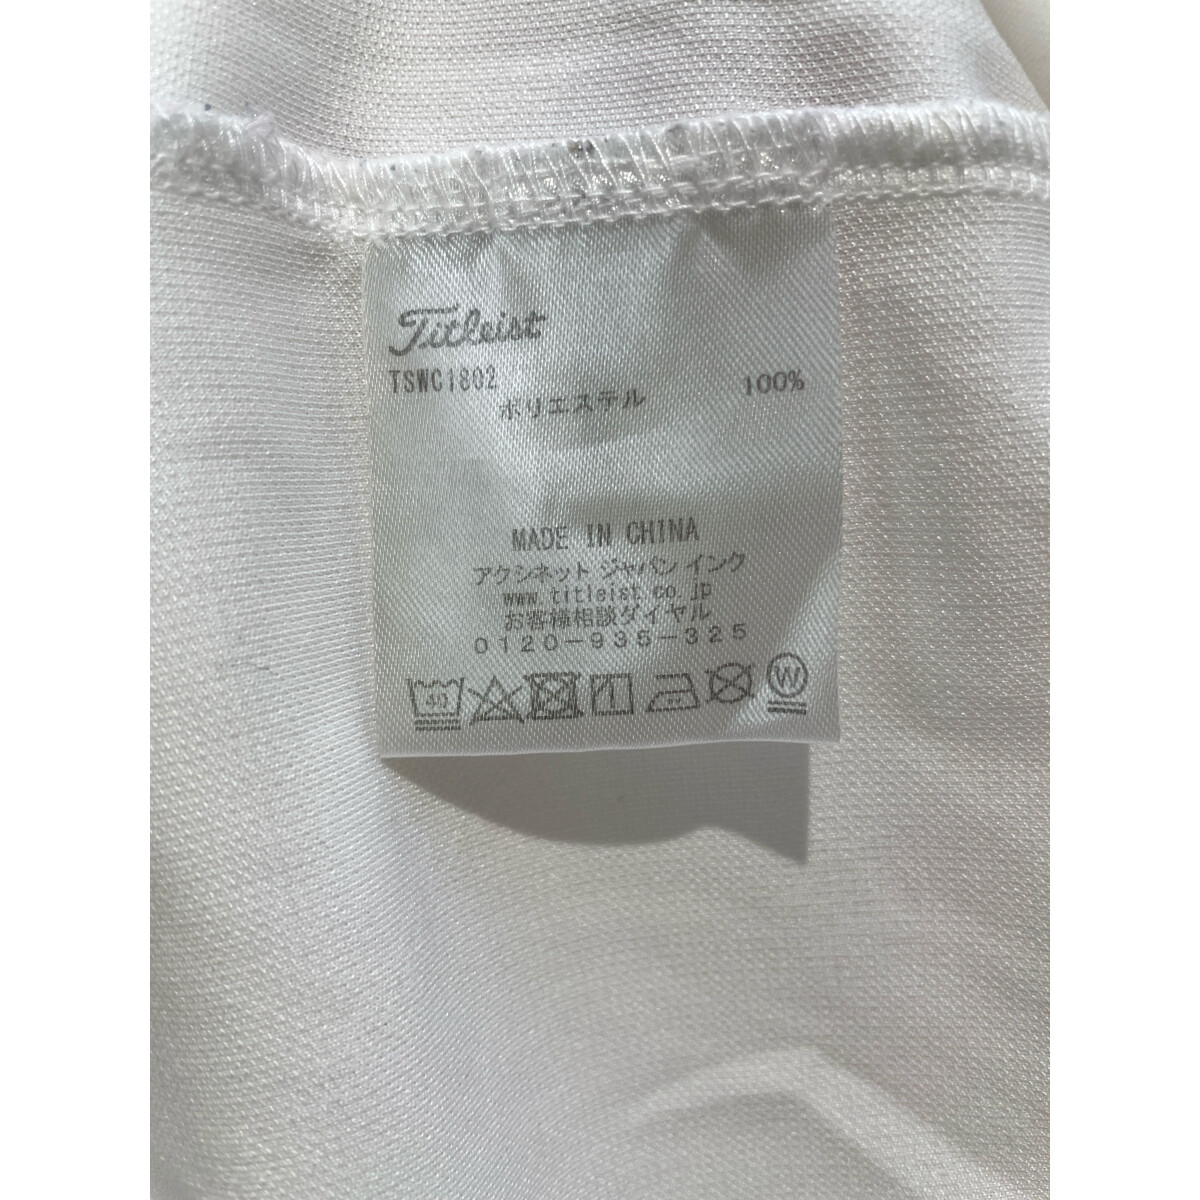 Titleist
TSWC1802
ポリエステル 100%
MADE IN CHINA
アクシネット ジャパン インク
www.titleist.co.jp
お客様相談ダイヤル
0120-935-325
40
W